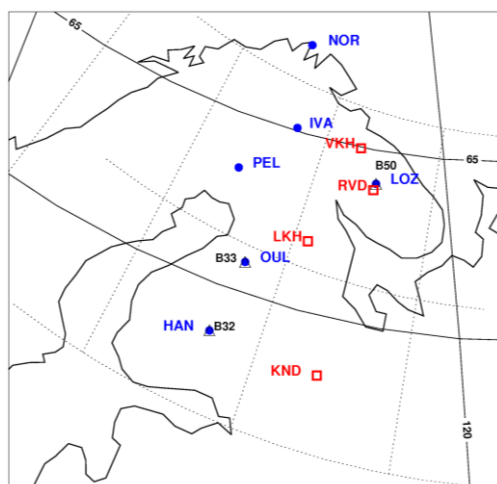 65
NOR
IVA
VKH
65
PEL
B50
LOZ
RVD
LKH
B33
OUL
HAN
B32
KND
120